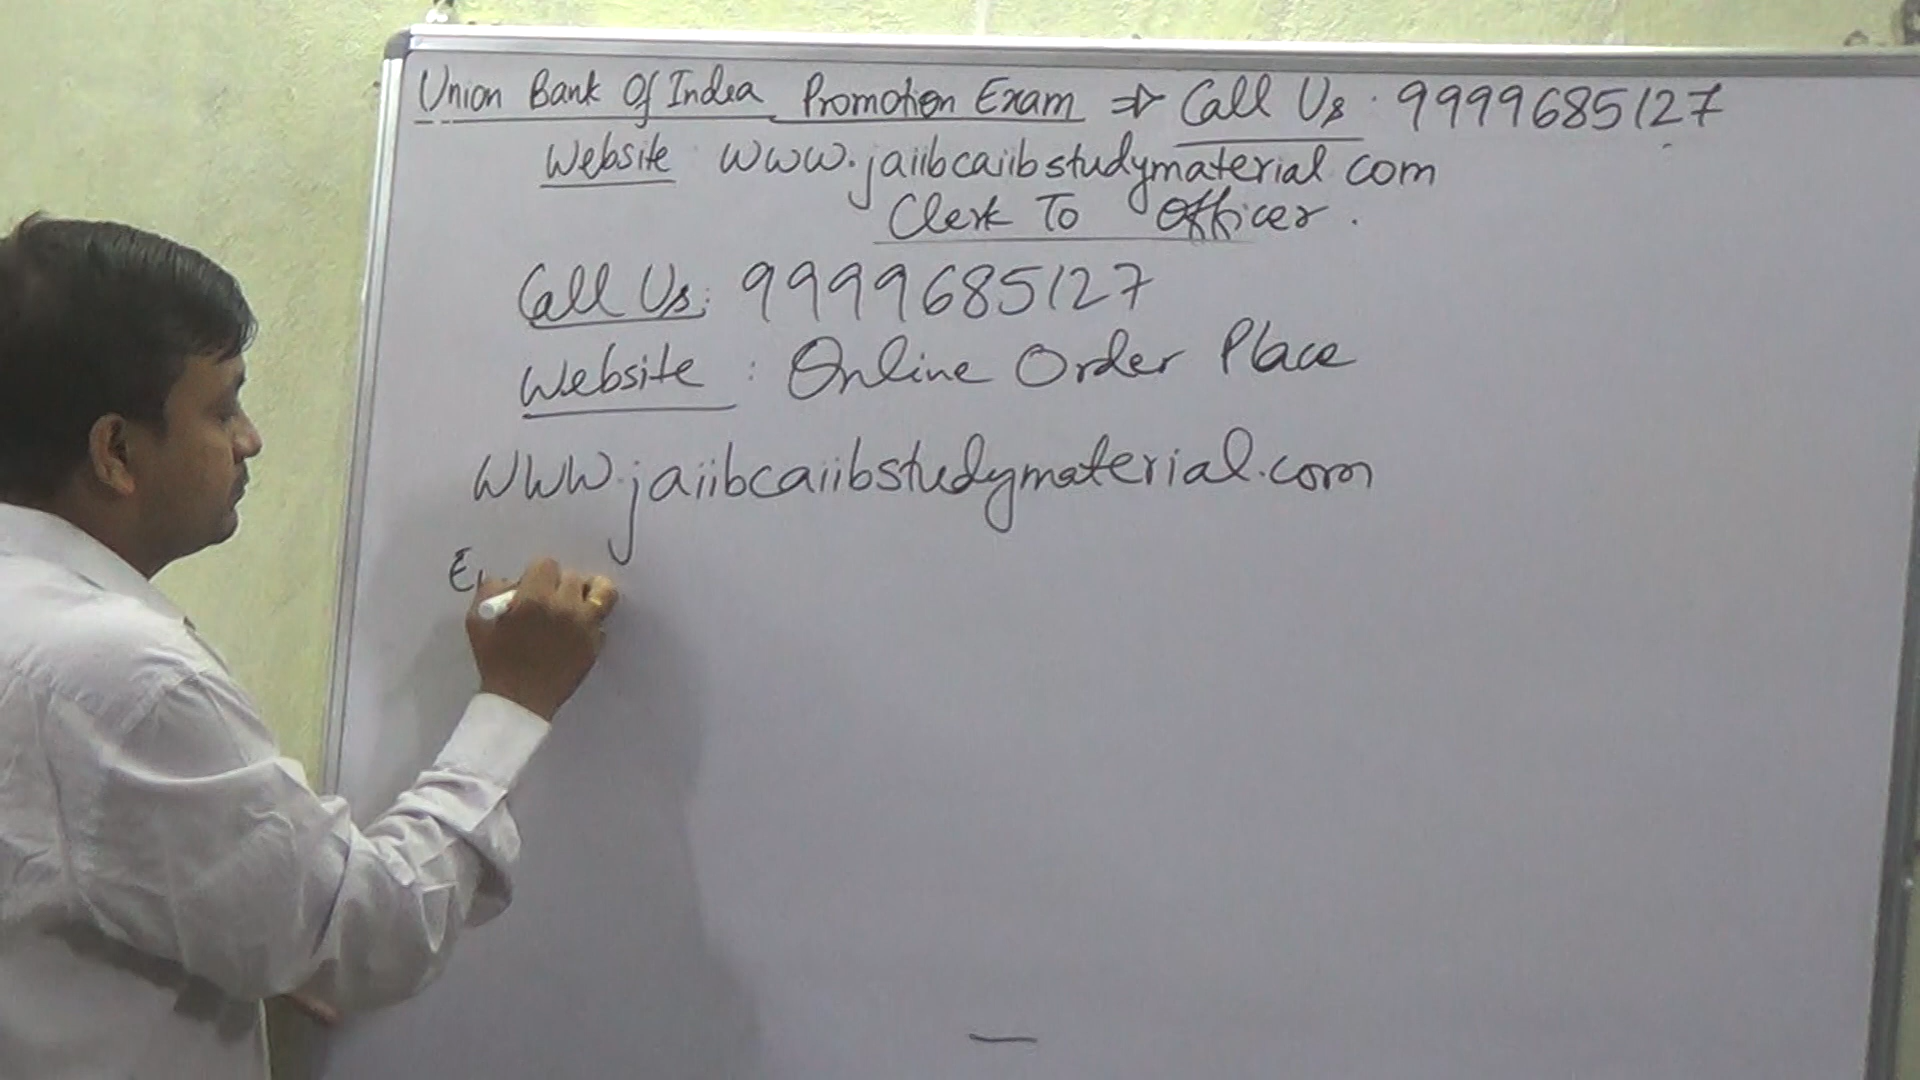 Union Bank Of India Promotion Exam ⇒ Call Us : 9999685127
Website : WWW.jaiibcaiibstudymaterial.com
Clerk To Officer.
Call Us: 9999685127
Website : Online Order Place
WWW.jaiibcaiibstudymaterial.com